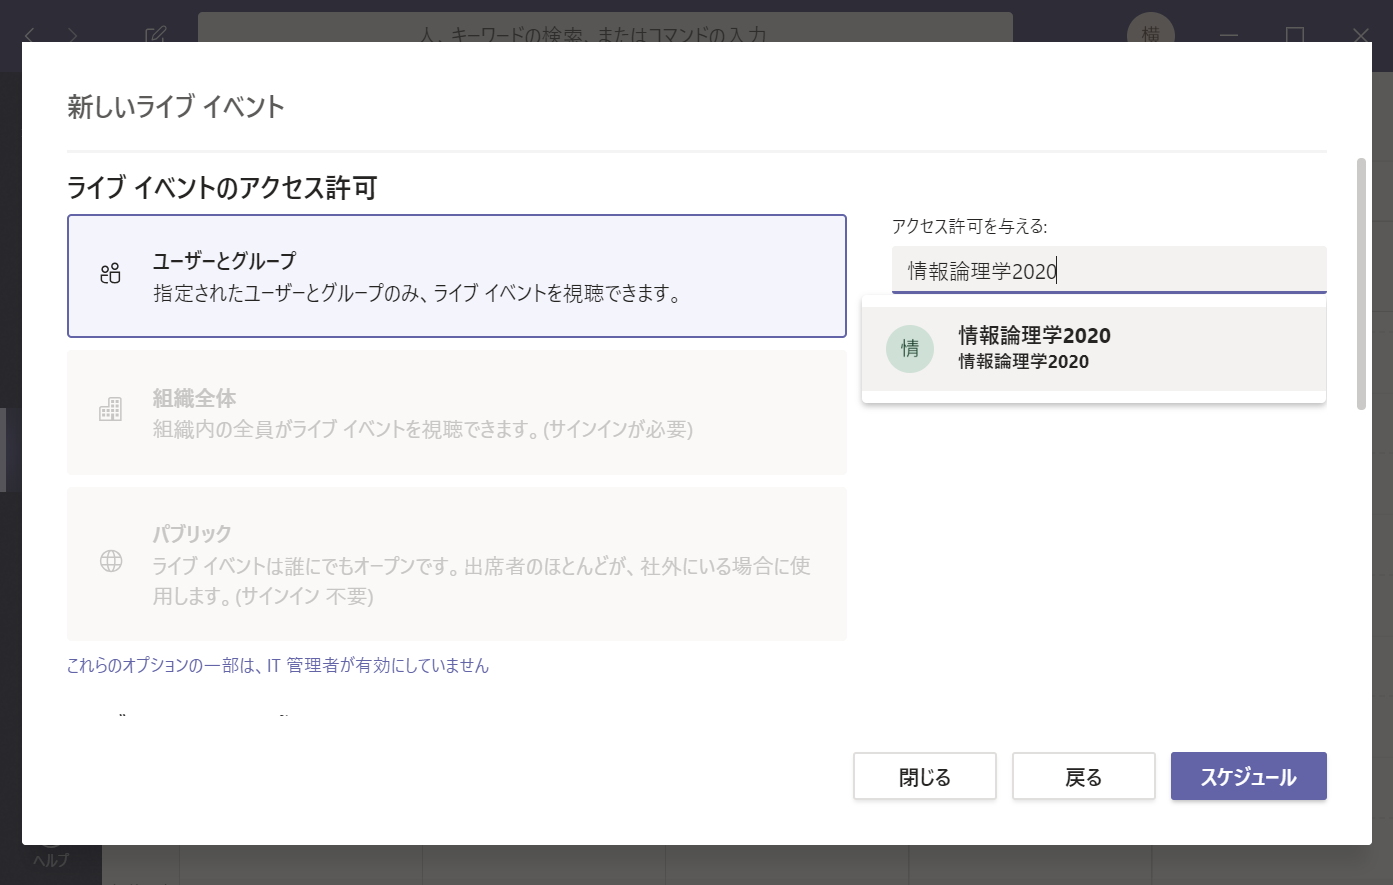 人、キーワードの検索、またはコマンドの入力
横
新しいライブ イベント
ライブ イベントのアクセス許可
ユーザーとグループ
指定されたユーザーとグループのみ、ライブ イベントを視聴できます。
組織全体
組織内の全員がライブ イベントを視聴できます。(サインインが必要)
パブリック
ライブ イベントは誰にでもオープンです。出席者のほとんどが、社外にいる場合に使
用します。(サインイン 不要)
これらのオプションの一部は、IT 管理者が有効にしていません
アクセス許可を与える:
情報論理学2020
情
情報論理学2020
情報論理学2020
閉じる
戻る
スケジュール
ヘルプ